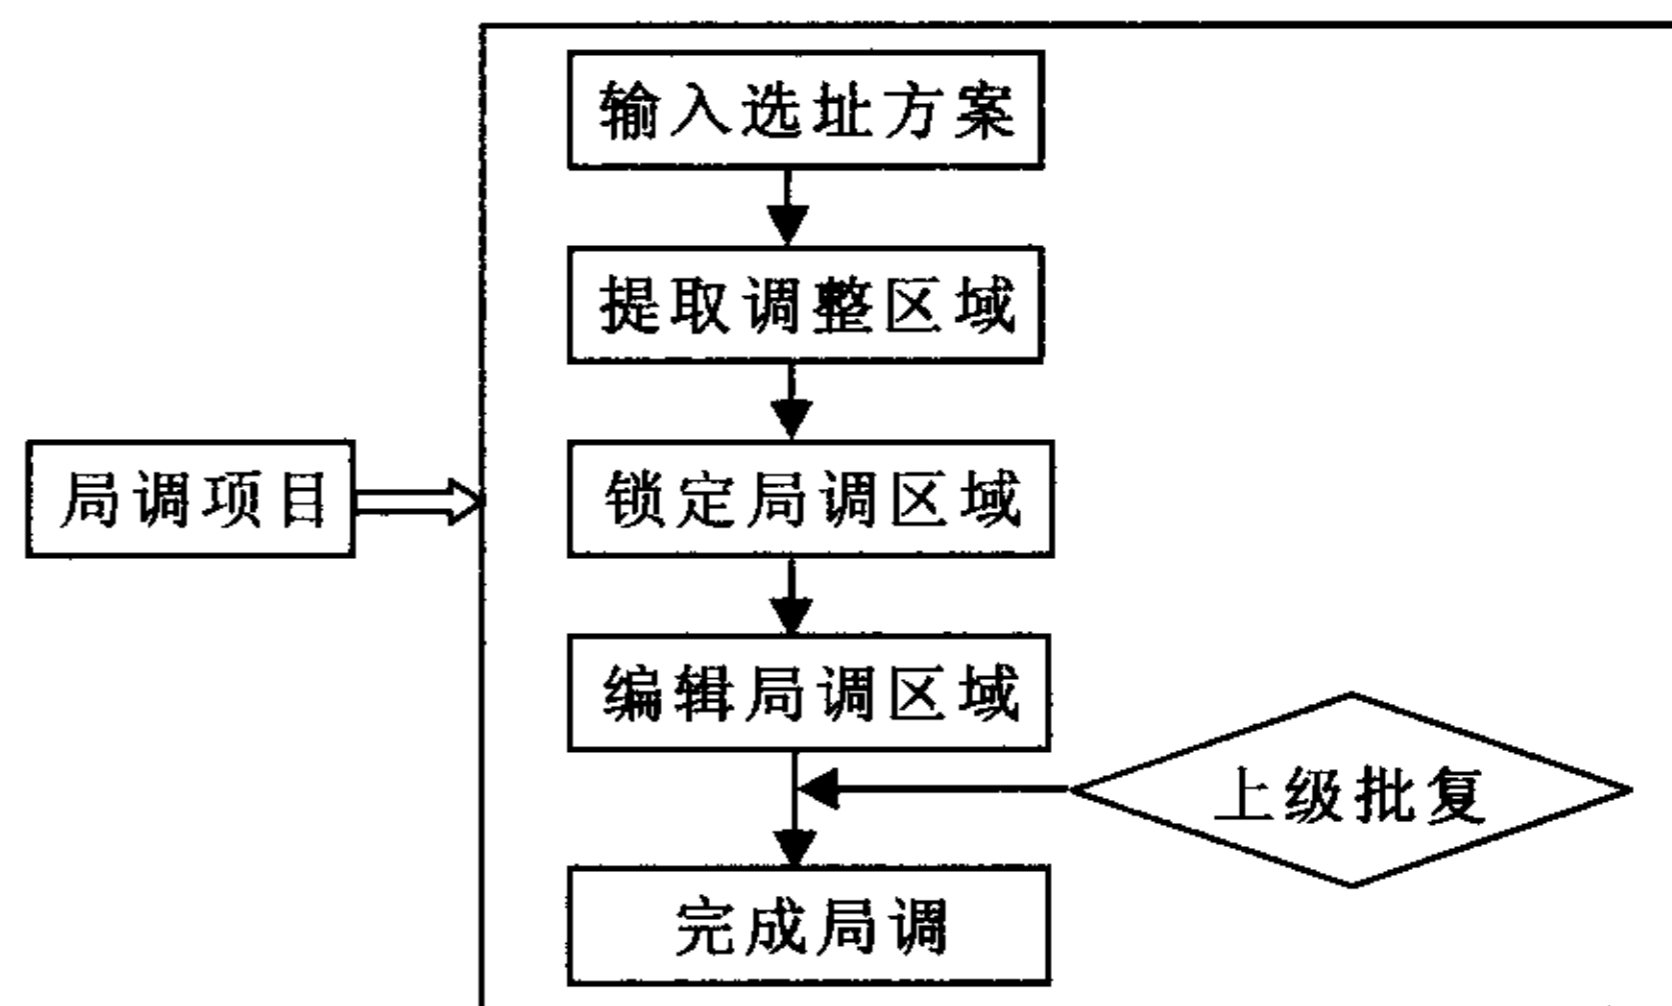 输入选址方案
提取调整区域
局调项目
锁定局调区域
编辑局调区域
上级批复
完成局调